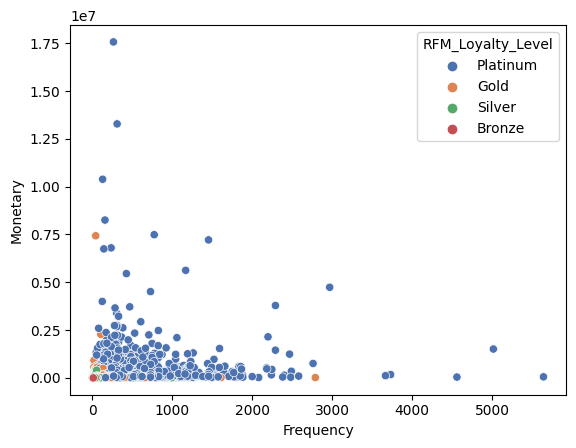 1e7
RFM_Loyalty_Level
Platinum
Gold
Silver
Bronze
1.75
1.50
1.25
1.00
0.75
0.50
0.25
0.00
Monetary
0 1000 2000 3000 4000 5000
Frequency